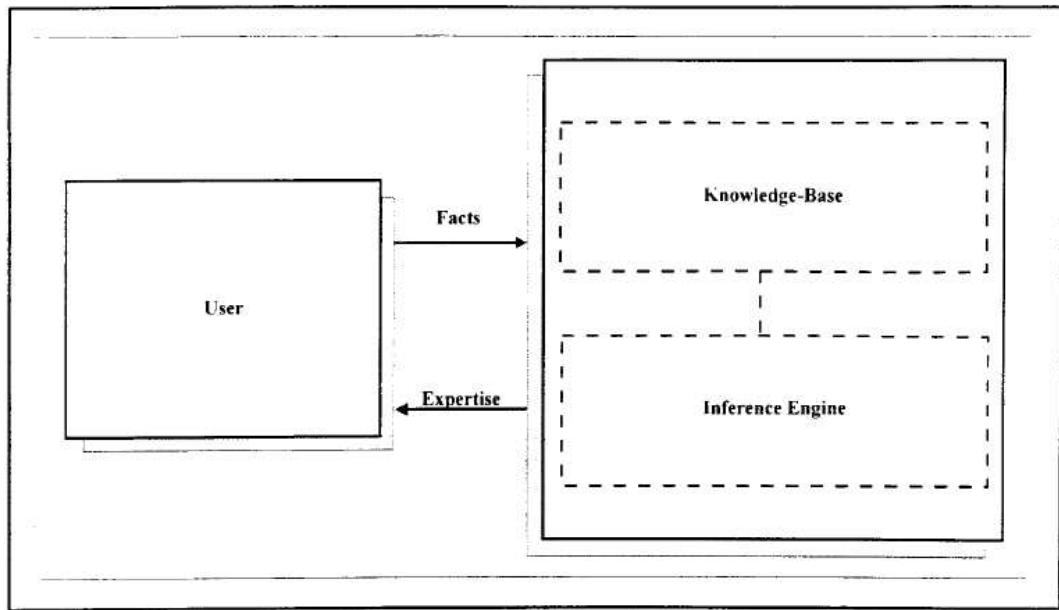 Knowledge-Base
Facts
User
Expertise
Inference Engine